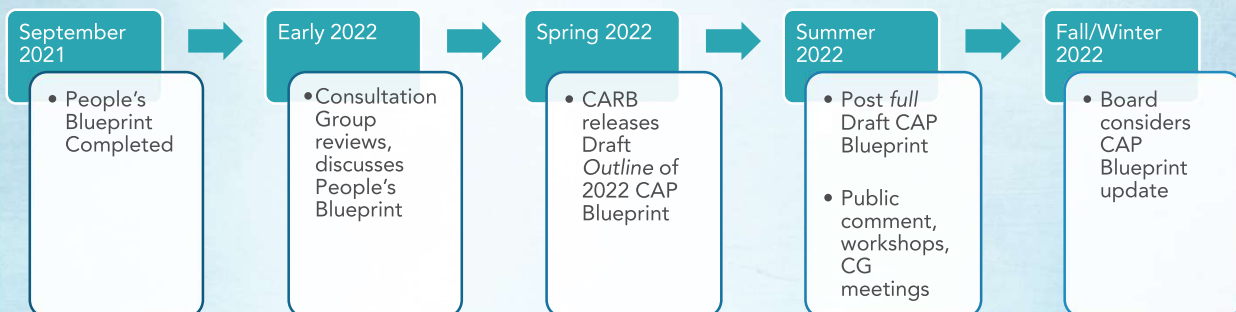 September
2021
• People's
Blueprint
Completed
Early 2022
•Consultation
Group
reviews,
discusses
People's
Blueprint
Spring 2022
• CARB
releases
Draft
Outline of
2022 CAP
Blueprint
Summer
2022
• Post full
Draft CAP
Blueprint
• Public
comment,
workshops,
CG
meetings
Fall/Winter
2022
• Board
considers
CAP
Blueprint
update